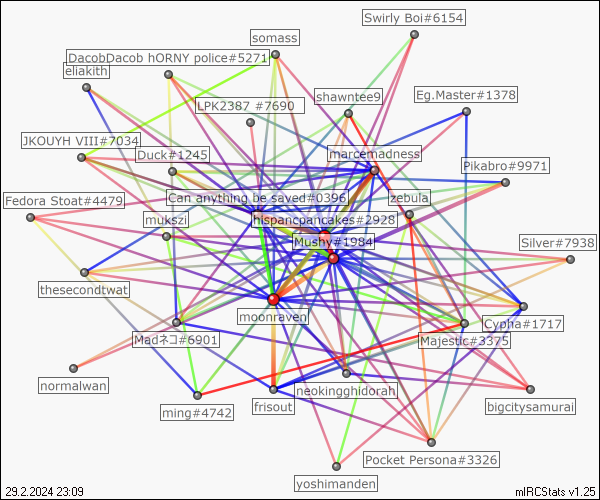 Swirly Boi#6154
somass
DacobDacob hORNY police#5271
eliakith
Eg.Master#1378
shawntee9
LPK2387 #7690
JKOUYH VIII#7034
Duck#1245
marcemadness
Pikabro#9971
Fedora Stoat#4479
Can anything be saved#0396
zebula
mukszi
hispancpancakes#2928
Mushy#1984
Silver#7938
thesecondtwat
moonraven
Cypha#1717
Madネコ#6901
Majestic#3375
normalwan
neokingghidorah
ming#4742
frisout
bigcitysamurai
Pocket Persona#3326
yoshimanden
29.2.2024 23:09
mIRCStats v1.25